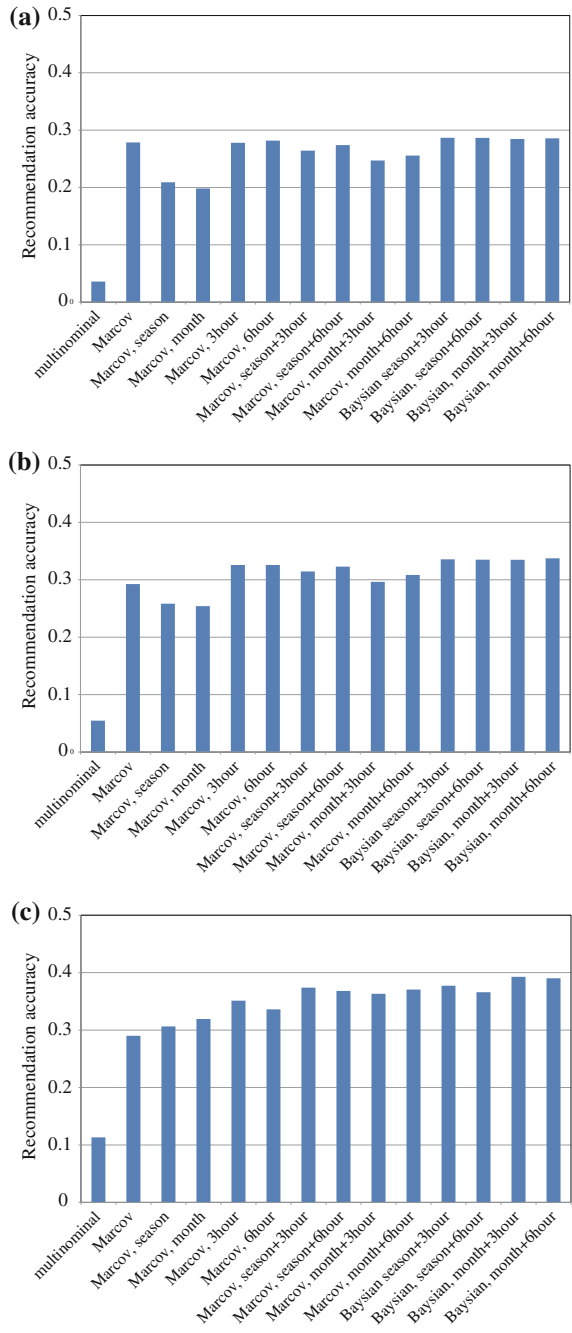 (a)
Recommendation accuracy
0.5
0.4
0.3
0.2
0.1
0
0
multinominal
Marcov
Marcov, season
Marcov, month
Marcov, 3hour
Marcov, 6hour
Marcov, season+3hour
Marcov, season+6hour
Marcov, month+3hour
Marcov, month+6hour
Baysian season+3hour
Baysian, season+6hour
Baysian, month+3hour
Baysian, month+6hour
(b)
Recommendation accuracy
0.5
0.4
0.3
0.2
0.1
0
0
multinominal
Marcov
Marcov, season
Marcov, month
Marcov, 3hour
Marcov, 6hour
Marcov, season+3hour
Marcov, season+6hour
Marcov, month+3hour
Marcov, month+6hour
Baysian season+3hour
Baysian, season+6hour
Baysian, month+3hour
Baysian, month+6hour
(c)
Recommendation accuracy
0.5
0.4
0.3
0.2
0.1
0
multinominal
Marcov
Marcov, season
Marcov, month
Marcov, 3hour
Marcov, 6hour
Marcov, season+3hour
Marcov, season+6hour
Marcov, month+3hour
Marcov, month+6hour
Baysian season+3hour
Baysian, season+6hour
Baysian, month+3hour
Baysian, month+6hour